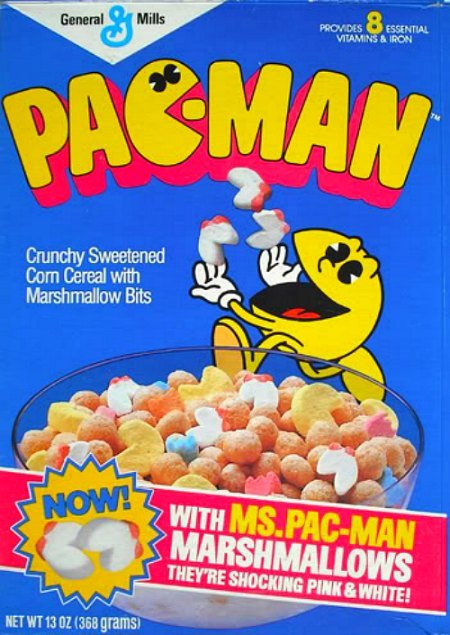 General Mills
PROVIDES 8 ESSENTIAL
VITAMINS & IRON
PAC-MAN™
Crunchy Sweetened
Corn Cereal with
Marshmallow Bits
NOW!
WITH MS. PAC-MAN
MARSHMALLOWS
THEY'RE SHOCKING PINK & WHITE!
NET WT 13 OZ (368 grams)